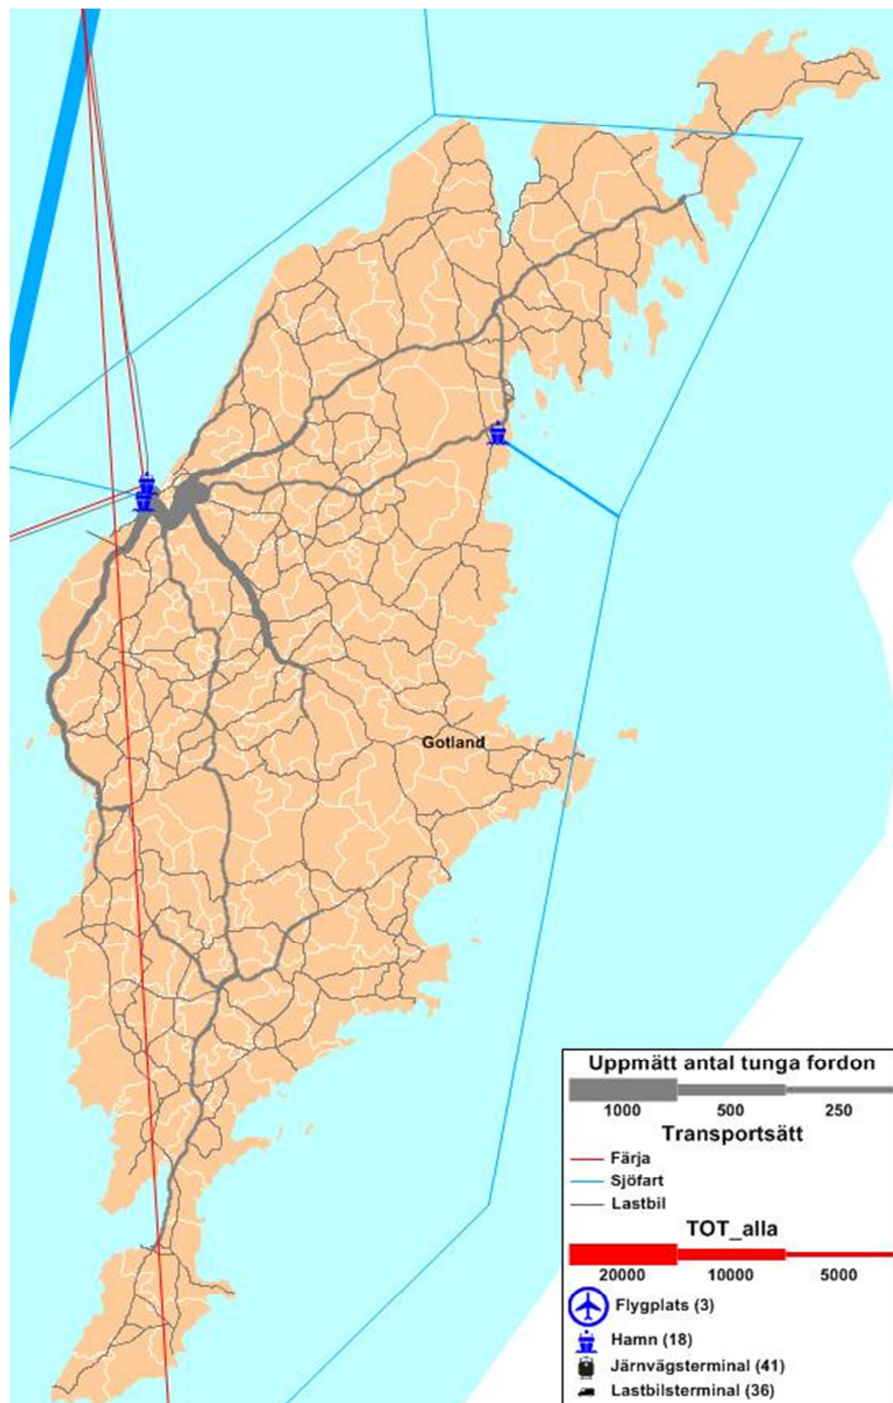 Gotland
Uppmätt antal tunga fordon
1000 500 250
Transportsätt
Färja
Sjöfart
Lastbil
TOT_alla
20000 10000 5000
Flygplats (3)
Hamn (18)
Järnvägsterminal (41)
Lastbilsterminal (36)